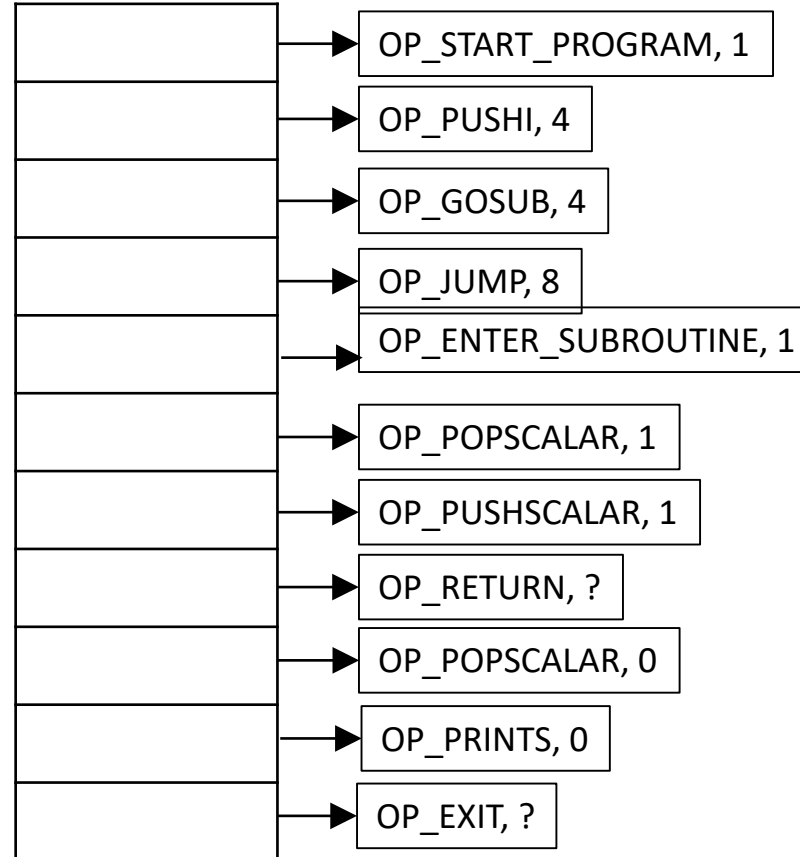 OP_START_PROGRAM, 1
OP_PUSHI, 4
OP_GOSUB, 4
OP_JUMP, 8
OP_ENTER_SUBROUTINE, 1
OP_POPSCALAR, 1
OP_PUSHSCALAR, 1
OP_RETURN, ?
OP_POPSCALAR, 0
OP_PRINTS, 0
OP_EXIT, ?